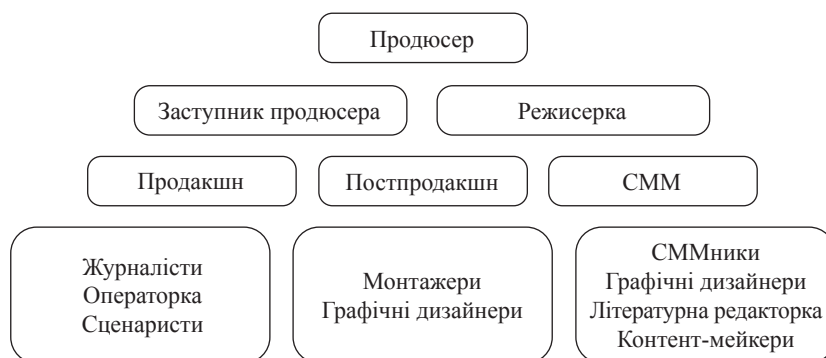 Продюсер
Заступник продюсера
Режисерка
Продакшн
Постпродакшн
СММ
Журналісти
Операторка
Сценаристи
Монтажери
Графічні дизайнери
СММники
Графічні дизайнери
Літературна редакторка
Контент-мейкери